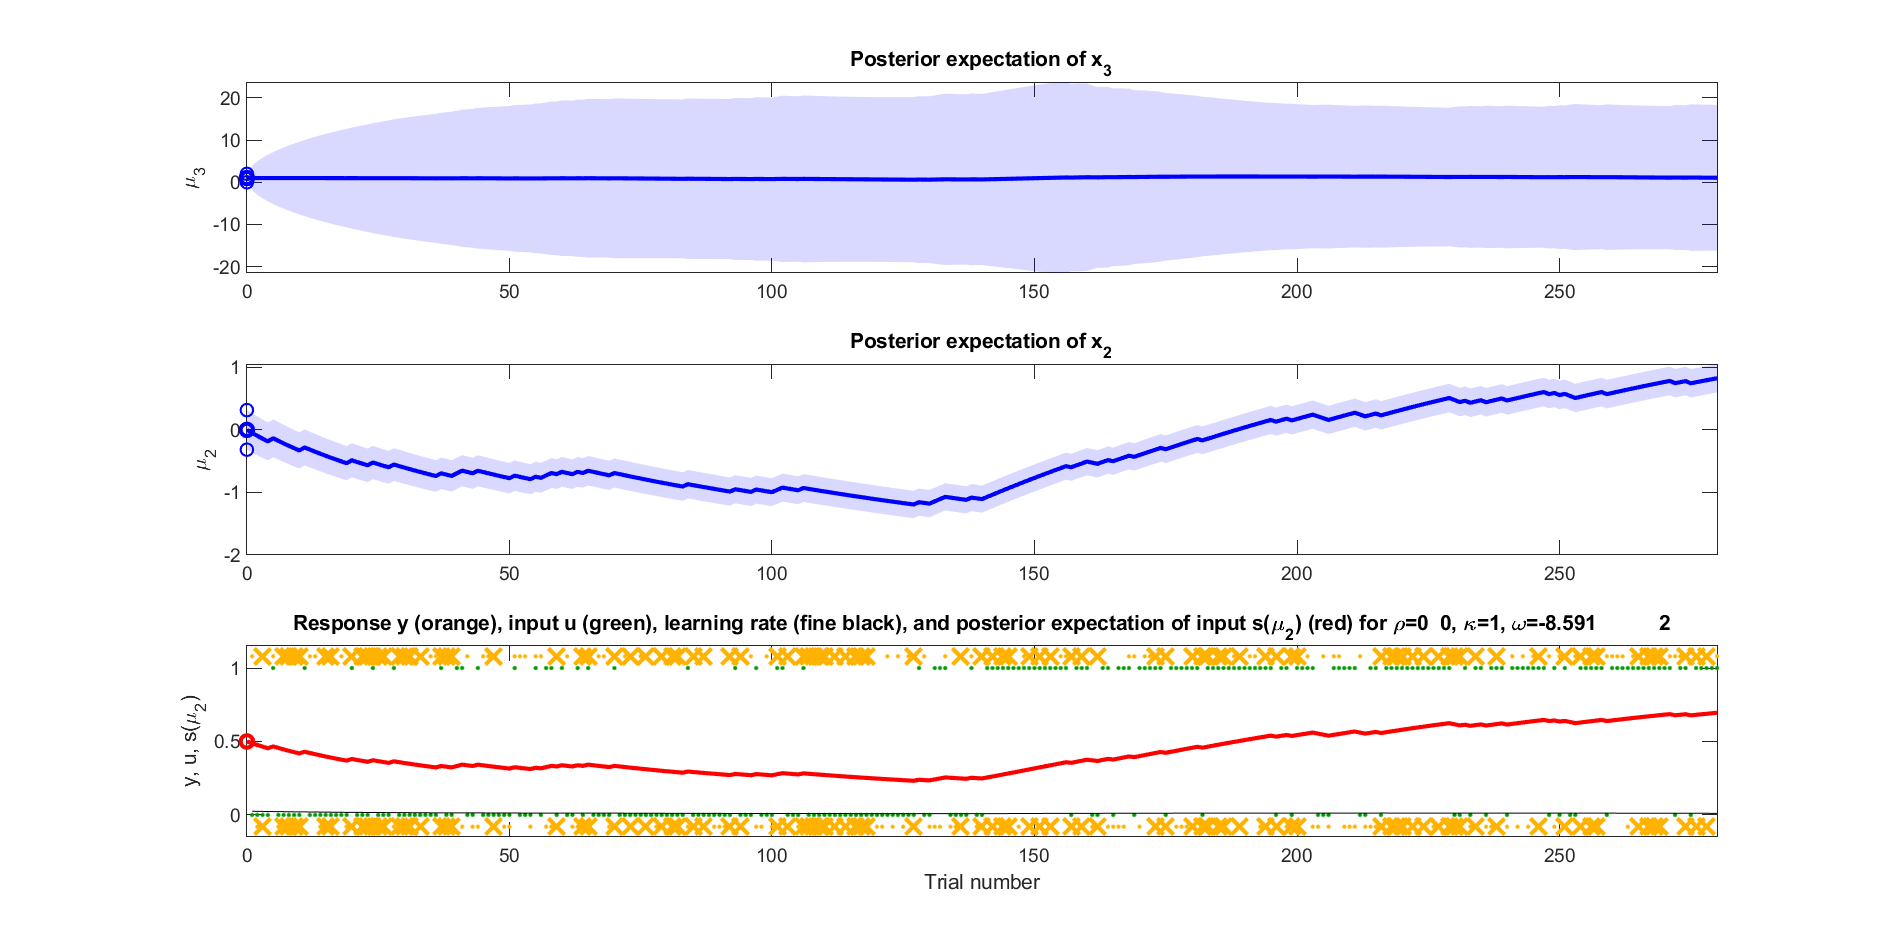 Posterior expectation of x3
20
10
0
-10
-20
μ3
0 50 100 150 200 250
Posterior expectation of x2
1
0
-1
-2
μ2
0 50 100 150 200 250
Response y (orange), input u (green), learning rate (fine black), and posterior expectation of input s(μ2) (red) for ρ=0 0, κ=1, ω=-8.591 2
1
0.5
0
y, u, s(μ2)
0 50 100 150 200 250
Trial number